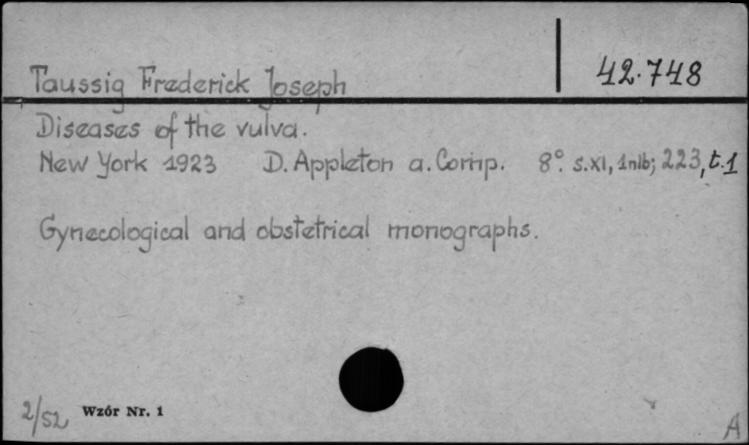 42.748
Taussig Frederick Joseph
Diseases of the vulva.
New York 1923 D. Appleton a. Comp. 8° s.XI, 1nlb; 223, t.1
Gynecological and obstetrical monographs.
2/52 Wzór Nr. 1
A